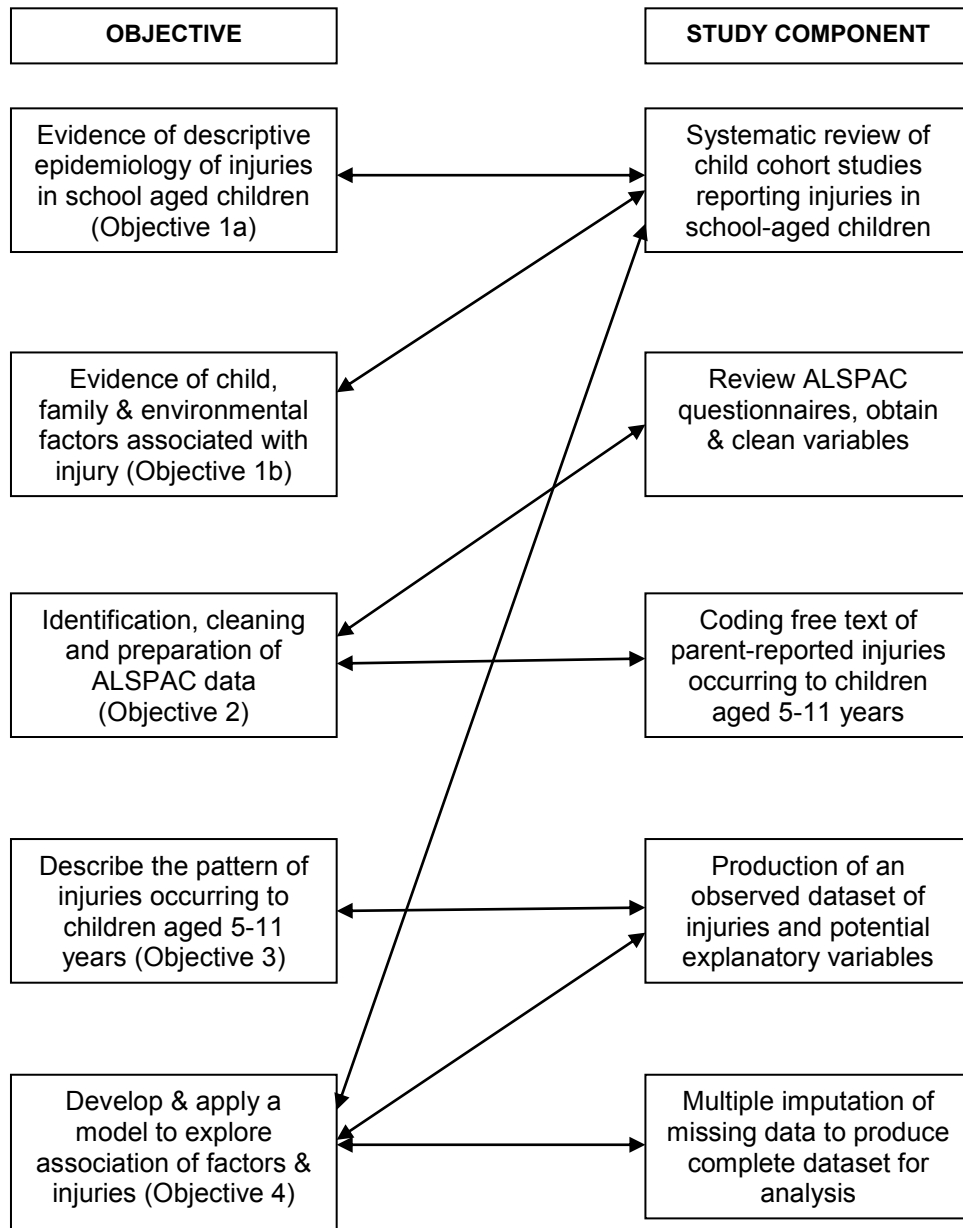 OBJECTIVE
STUDY COMPONENT
Evidence of descriptive
epidemiology of injuries
in school aged children
(Objective 1a)
Systematic review of
child cohort studies
reporting injuries in
school-aged children
Evidence of child,
family & environmental
factors associated with
injury (Objective 1b)
Review ALSPAC
questionnaires, obtain
& clean variables
Identification, cleaning
and preparation of
ALSPAC data
(Objective 2)
Coding free text of
parent-reported injuries
occurring to children
aged 5-11 years
Describe the pattern of
injuries occurring to
children aged 5-11
years (Objective 3)
Production of an
observed dataset of
injuries and potential
explanatory variables
Develop & apply a
model to explore
association of factors &
injuries (Objective 4)
Multiple imputation of
missing data to produce
complete dataset for
analysis